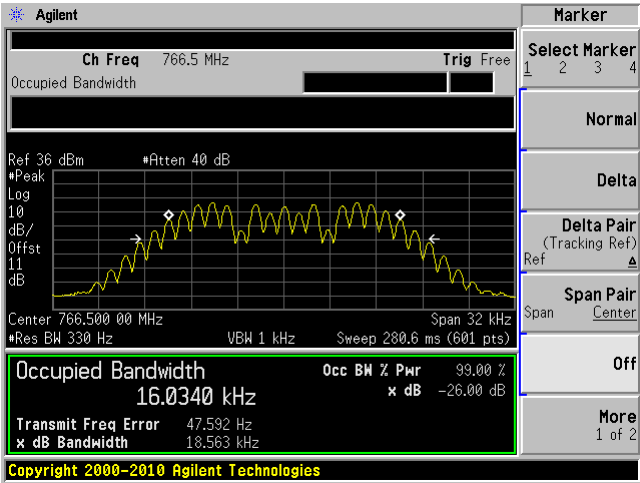 Agilent
Marker
Ch Freq 766.5 MHz Trig Free
Occupied Bandwidth
Select Marker
1 2 3 4
Normal
Delta
Delta Pair
(Tracking Ref)
Ref Δ
Span Pair
Span Center
Off
More
1 of 2
Ref 36 dBm #Atten 40 dB
#Peak
Log
10
dB/
Offst
11
dB
Center 766.500 00 MHz Span 32 kHz
#Res BW 330 Hz VBW 1 kHz Sweep 280.6 ms (601 pts)
Occupied Bandwidth Occ BW % Pwr 99.00 %
16.0340 kHz x dB -26.00 dB
Transmit Freq Error 47.592 Hz
x dB Bandwidth 18.563 kHz
Copyright 2000-2010 Agilent Technologies